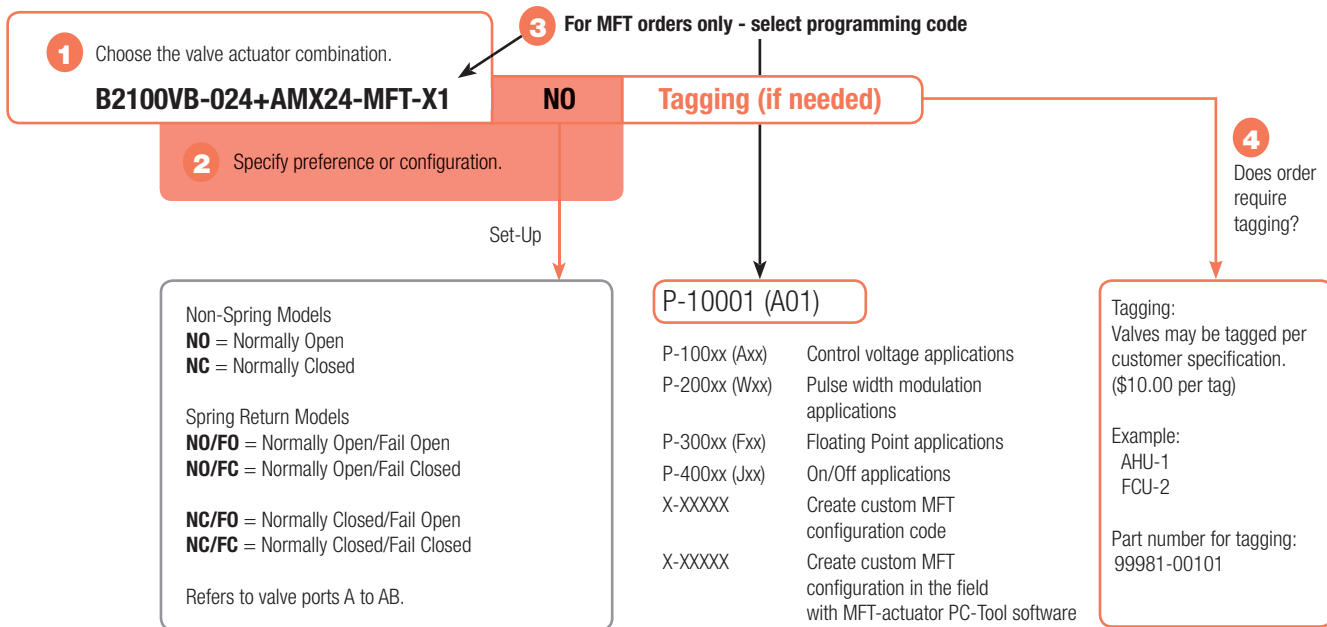 3 For MFT orders only - select programming code
1 Choose the valve actuator combination.
B2100VB-024+AMX24-MFT-X1 NO Tagging (if needed)
2 Specify preference or configuration.
4
Does order
require
tagging?
Set-Up
Non-Spring Models
NO = Normally Open
NC = Normally Closed
Spring Return Models
NO/FO = Normally Open/Fail Open
NO/FC = Normally Open/Fail Closed
NC/FO = Normally Closed/Fail Open
NC/FC = Normally Closed/Fail Closed
Refers to valve ports A to AB.
P-10001 (A01)
P-100xx (Axx) Control voltage applications
P-200xx (Wxx) Pulse width modulation
applications
P-300xx (Fxx) Floating Point applications
P-400xx (Jxx) On/Off applications
X-XXXXX Create custom MFT
configuration code
X-XXXXX Create custom MFT
configuration in the field
with MFT-actuator PC-Tool software
Tagging:
Valves may be tagged per
customer specification.
($10.00 per tag)
Example:
AHU-1
FCU-2
Part number for tagging:
99981-00101